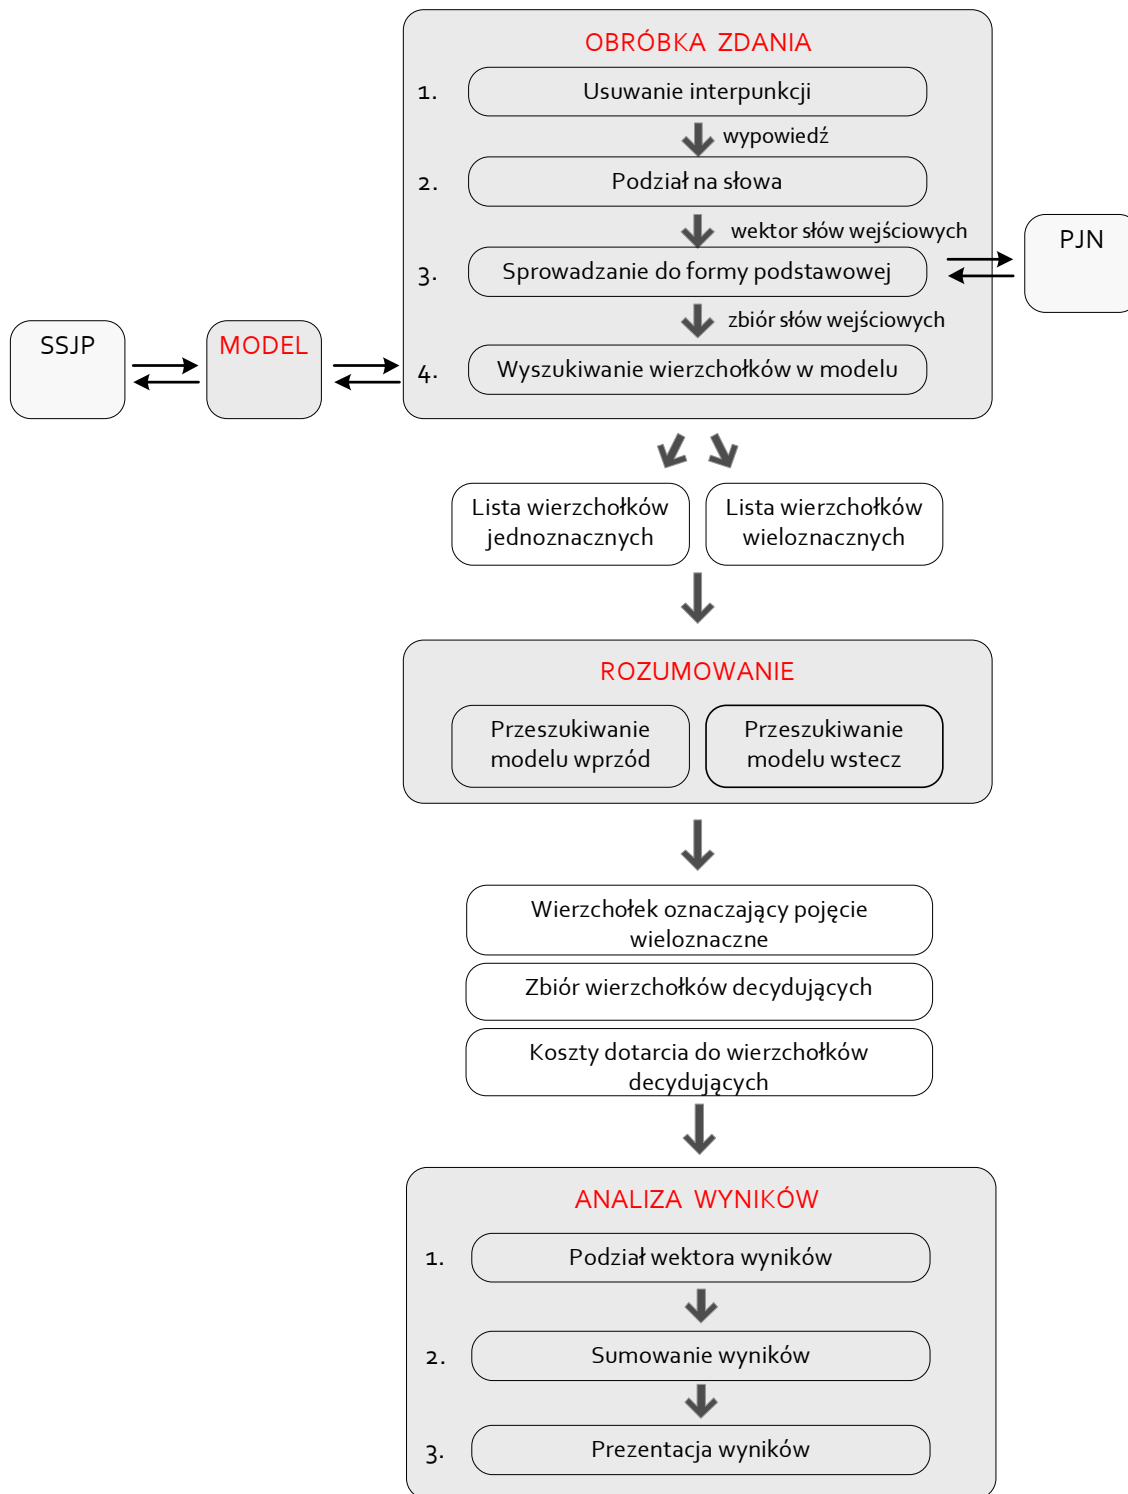 OBRÓBKA ZDANIA
1. Usuwanie interpunkcji
wypowiedź
2. Podział na słowa
wektor słów wejściowych
3. Sprowadzanie do formy podstawowej
PJN
zbiór słów wejściowych
SSJP
MODEL
4. Wyszukiwanie wierzchołków w modelu
Lista wierzchołków
jednoznacznych
Lista wierzchołków
wieloznacznych
ROZUMOWANIE
Przeszukiwanie
modelu wprzód
Przeszukiwanie
modelu wstecz
Wierzchołek oznaczający pojęcie
wieloznaczne
Zbiór wierzchołków decydujących
Koszty dotarcia do wierzchołków
decydujących
ANALIZA WYNIKÓW
1. Podział wektora wyników
2. Sumowanie wyników
3. Prezentacja wyników